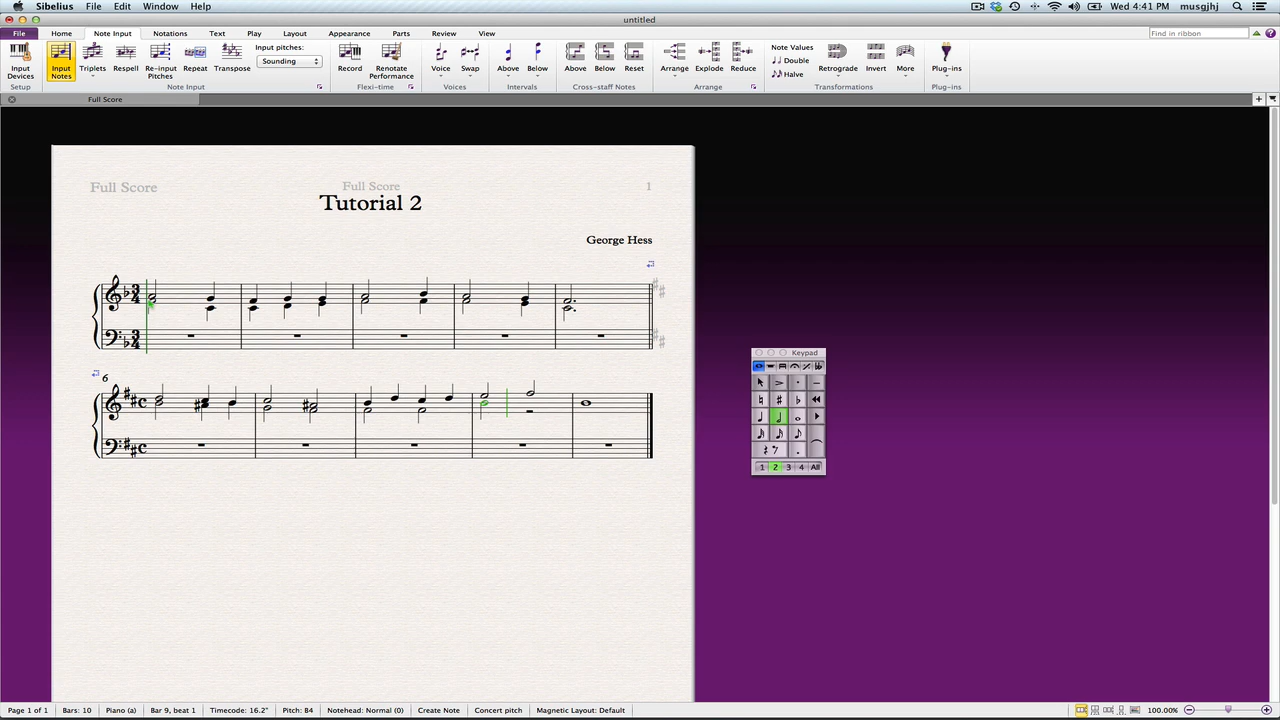 Sibelius File Edit Window Help Wed 4:41 PM musgjhj
untitled
File Home Note Input Notations Text Play Layout Appearance Parts Review View Find in ribbon
Input Devices Input Notes Triplets Respell Re-input Pitches Repeat Transpose Input pitches: Sounding Record Renotate Performance Voice Swap Above Below Above Below Reset Arrange Explode Reduce Note Values Double Halve Retrograde Invert More Plug-ins
Setup Note Input Flexi-time Voices Intervals Cross-staff Notes Arrange Transformations Plug-ins
Full Score
Full Score Full Score 1
Tutorial 2
George Hess
3 4
3 4
Keypad
6
1 2 3 4 All
Page 1 of 1 Bars: 10 Piano (a) Bar 9, beat 1 Timecode: 16.2" Pitch: B4 Notehead: Normal (0) Create Note Concert pitch Magnetic Layout: Default 100.00%